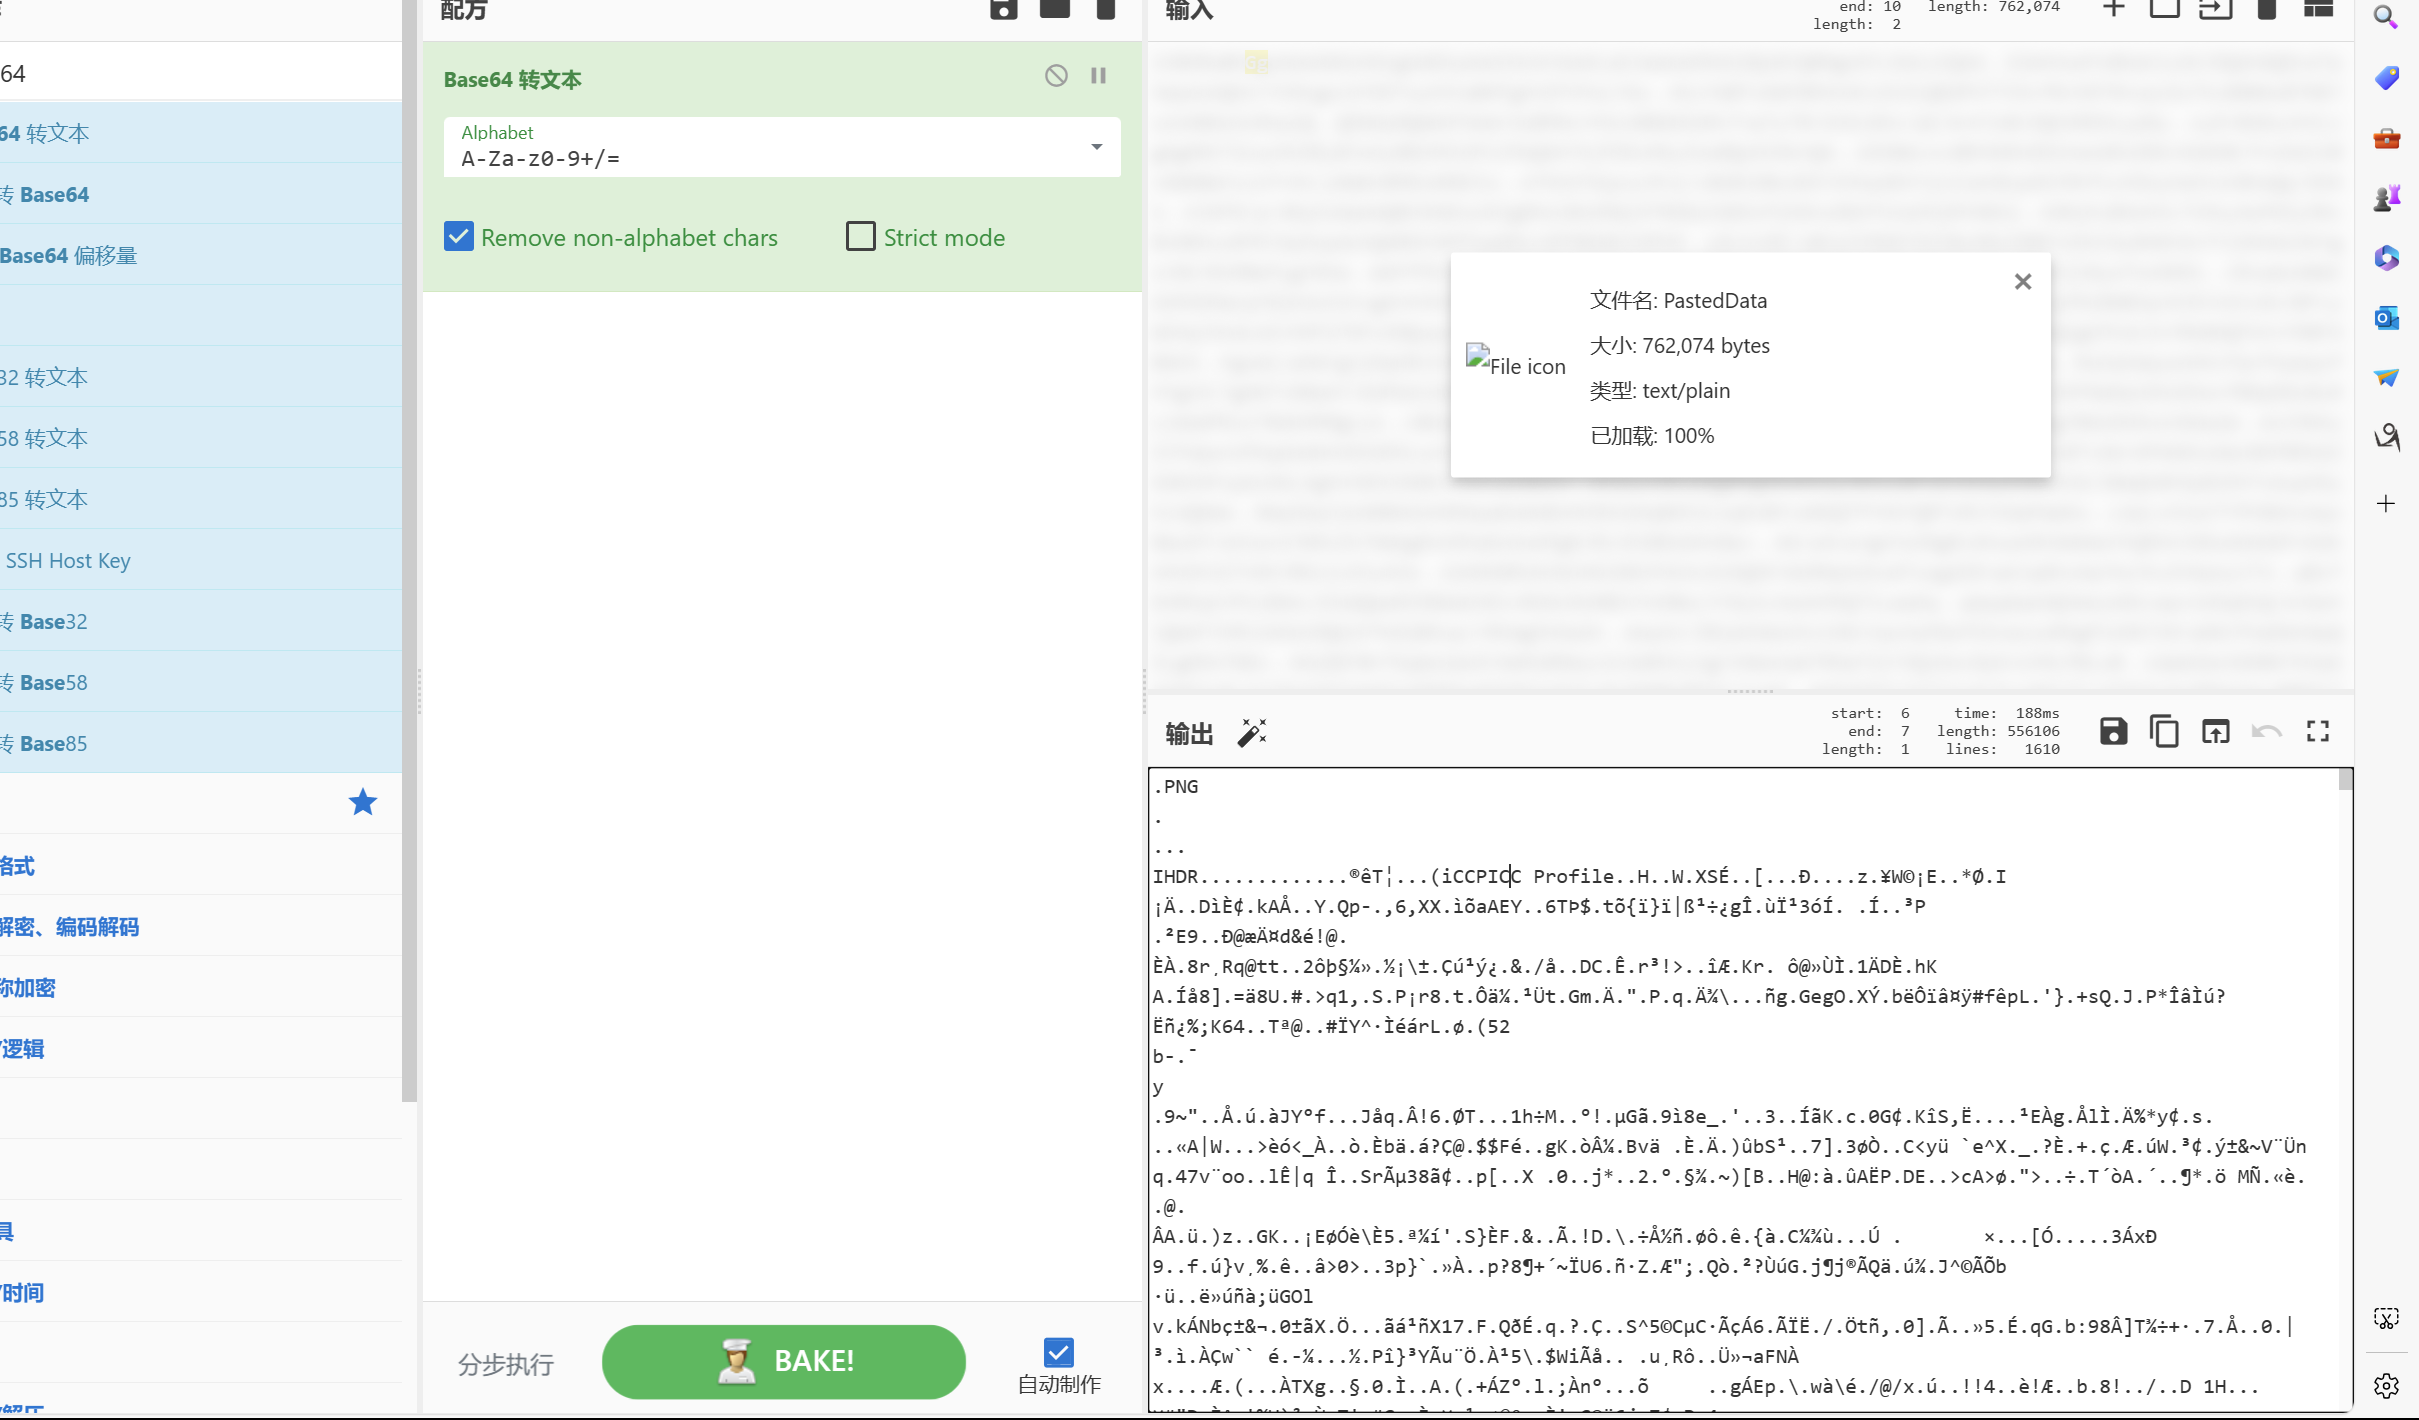 64
64 转文本
转 Base64
Base64 偏移量
32 转文本
58 转文本
85 转文本
SSH Host Key
转 Base32
转 Base58
转 Base85
格式
解密、编码解码
称加密
/逻辑
具
/时间
配方
Base64 转文本
Alphabet
A-Za-z0-9+/=
Remove non-alphabet chars
Strict mode
分步执行
BAKE!
自动制作
输入
end: 10
length: 2
length: 762,074
File icon
文件名: PastedData
大小: 762,074 bytes
类型: text/plain
已加载: 100%
输出
start: 6
end: 7
length: 1
time: 188ms
length: 556106
lines: 1610
.PNG
.
...
IHDR.............®êT¦...(iCCPICC Profile..H..W.XSÉ..[...Ð....z.¥W©¡E..*Ø.I
¡Ä..DìÈ¢.kAÅ..Y.Qp-.,6,XX.ìõaAEY..6TÞ$.tõ{ï}ï|ß¹÷¿gÎ.ùÏ¹3óÍ. .Í..³P
.²E9..Ð@æÄ¤d&é!@.
ÈÀ.8r¸Rq@tt..2ôþ§¼».½¡\±.Çú¹ý¿.&./å..DC.Ê.r³!>..îÆ.Kr. ô@»ÙÌ.1ÄDÈ.hK
A.Íå8].=ä8U.#.>q1,.S.P¡r8.t.Ôä¼.¹Üt.Gm.Ä.".P.q.Ä¾\...ñg.GegO.XÝ.bëÔïâ¤ÿ#fêpL.'}.+sQ.J.P*ÎâÌú?
Ëñ¿%;K64..Tª@..#ÏY^·ÌéárL.ø.(52
b-.¯
y
.9~"..Å.ú.àJYºf...Jåq.Â!6.ØT...1h÷M..º!.µGã.9ì8e_.'..3..ÍãK.c.0G¢.KîS,Ë....¹EÀg.ÅlÌ.Ä%*y¢.s.
..«A|W...>èó<_À..ò.Èbä.á?Ç@.$$Fé..gK.òÂ¼.Bvä .È.Ä.)ûbS¹..7].3øÒ..C<yü `e^X._.?È.+.ç.Æ.úW.³¢.ý±&~V¨Ün
q.47v¨oo..lÊ|q Î..SrÃµ38ã¢..p[..X .0..j*..2.º.§¾.~)[B..H@:à.ûAËP.DE..>cA>ø.">..÷.T´òA.´..¶*.ö MÑ.«è.
.@.
ÂA.ü.)z..GK..¡EøÓè\È5.ª¼í'.S}ÈF.&..Ã.!D.\.÷Å½ñ.øô.ê.{à.C¼¾ù...Ú . ×...[Ó.....3ÁxÐ
9..f.ú}v¸%.ê..â>0>..3p}`.»À..p?8¶+´~ÏU6.ñ·Z.Æ";.Qò.²?ÙúG.j¶j®ÃQä.ú¾.J^©ÃÕb
·ü..ë»úñà;üGOl
v.kÁNbç±&¬.0±ãX.Ö...ãá¹ñX17.F.QðÉ.q.?.Ç..S^5©CµC·ÃçÁ6.ÃÏË./.Ötñ,.0].Ã..»5.É.qG.b:98Â]T¾÷+·.7.Å..0.|
³.ì.ÀÇw`` é.-¼...½.Pî}³YÃu¨Ö.À¹5\.$WiÃå.. .u¸Rô..Ü»¬aFNÀ
x....Æ.(...ÀTXg..§.0.Ì..A.(.+ÁZº.l.;Ànº...õ ..gÁEp.\.wà\é./@/x.ú..!!4..è!Æ..b.8!../..D 1H...